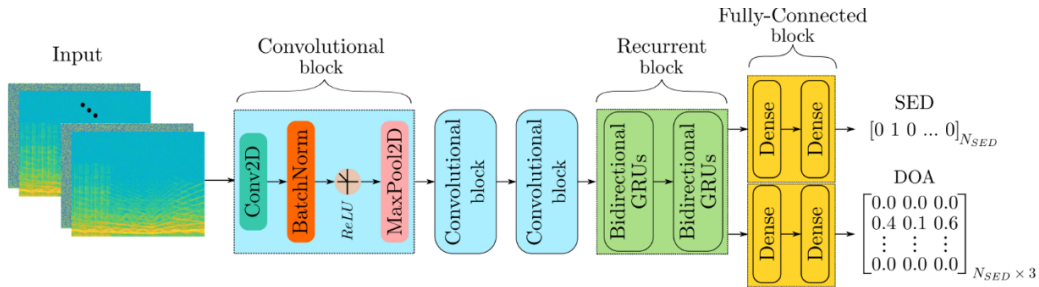 Input
Convolutional
block
Conv2D
BatchNorm
ReLU
MaxPool2D
Convolutional
block
Convolutional
block
Recurrent
block
Bidirectional
GRUs
Bidirectional
GRUs
Fully-Connected
block
Dense
Dense
Dense
Dense
SED
[0 1 0 ... 0]N_SED
DOA
0.0 0.0 0.0
0.4 0.1 0.6
⋮ ⋮ ⋮
0.0 0.0 0.0
N_SED × 3